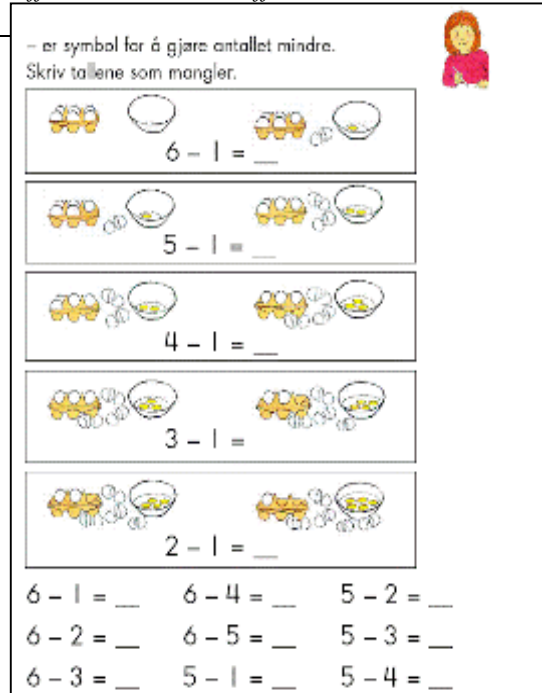 – er symbol for å gjøre antallet mindre.
Skriv tallene som mangler.
6 – 1 = __
5 – 1 = __
4 – 1 = __
3 – 1 =
2 – 1 = __
6 – 1 = __ 6 – 4 = __ 5 – 2 = __
6 – 2 = __ 6 – 5 = __ 5 – 3 = __
6 – 3 = __ 5 – 1 = __ 5 – 4 = __